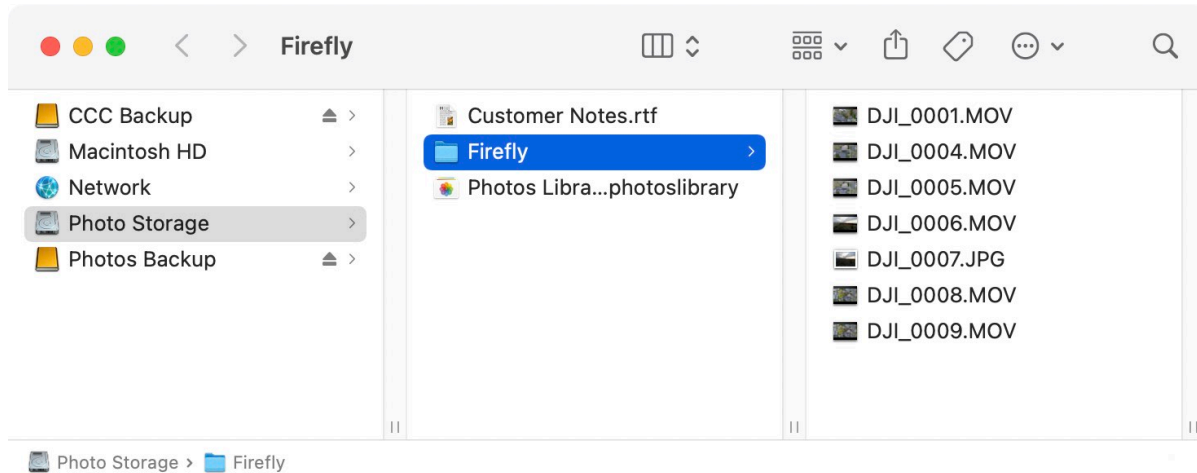 Firefly
CCC Backup
Macintosh HD
Network
Photo Storage
Photos Backup
Customer Notes.rtf
Firefly
Photos Libra...photoslibrary
DJI_0001.MOV
DJI_0004.MOV
DJI_0005.MOV
DJI_0006.MOV
DJI_0007.JPG
DJI_0008.MOV
DJI_0009.MOV
Photo Storage › Firefly